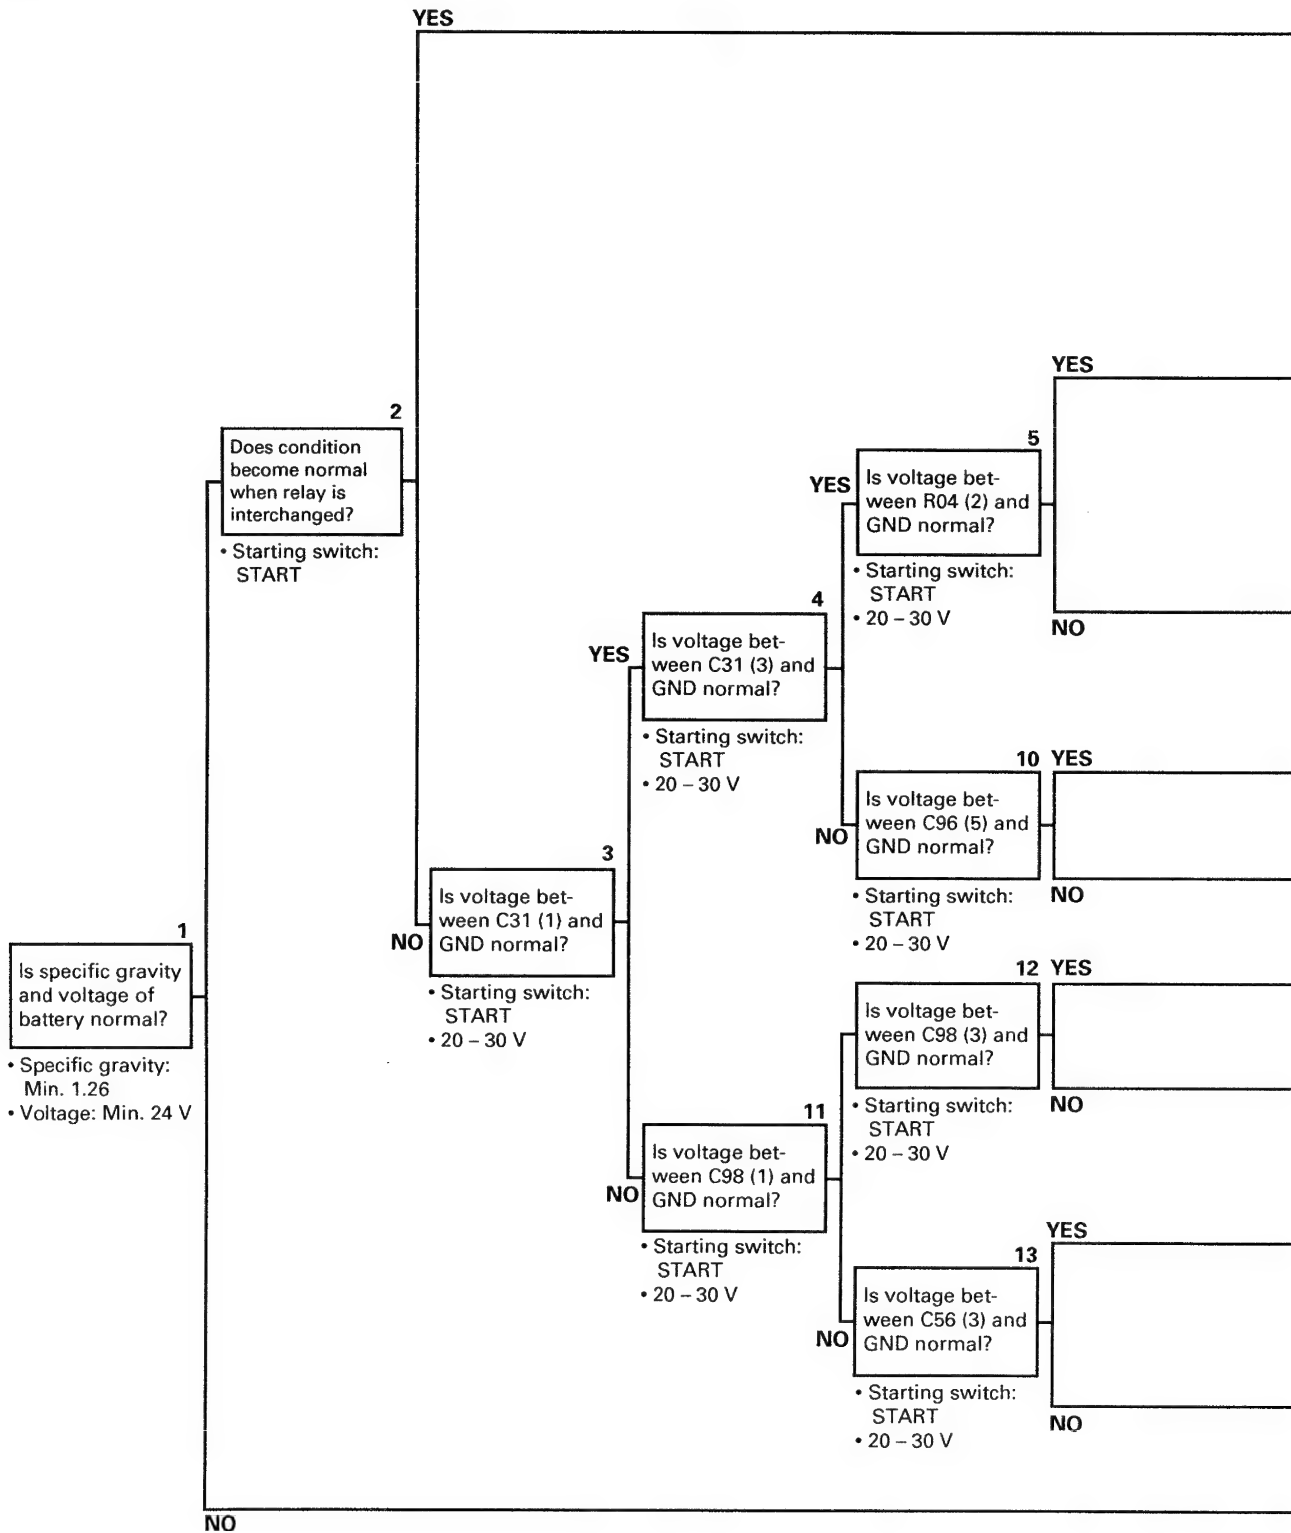 YES
2
Does condition
become normal
when relay is
interchanged?
• Starting switch:
START
1
Is specific gravity
and voltage of
battery normal?
• Specific gravity:
Min. 1.26
• Voltage: Min. 24 V
NO
NO
3
Is voltage bet-
ween C31 (1) and
GND normal?
• Starting switch:
START
• 20 – 30 V
YES
4
Is voltage bet-
ween C31 (3) and
GND normal?
• Starting switch:
START
• 20 – 30 V
YES
5
Is voltage bet-
ween R04 (2) and
GND normal?
• Starting switch:
START
• 20 – 30 V
YES
NO
NO
10
Is voltage bet-
ween C96 (5) and
GND normal?
• Starting switch:
START
• 20 – 30 V
YES
NO
NO
11
Is voltage bet-
ween C98 (1) and
GND normal?
• Starting switch:
START
• 20 – 30 V
12
Is voltage bet-
ween C98 (3) and
GND normal?
• Starting switch:
START
• 20 – 30 V
YES
NO
NO
13
Is voltage bet-
ween C56 (3) and
GND normal?
• Starting switch:
START
• 20 – 30 V
YES
NO